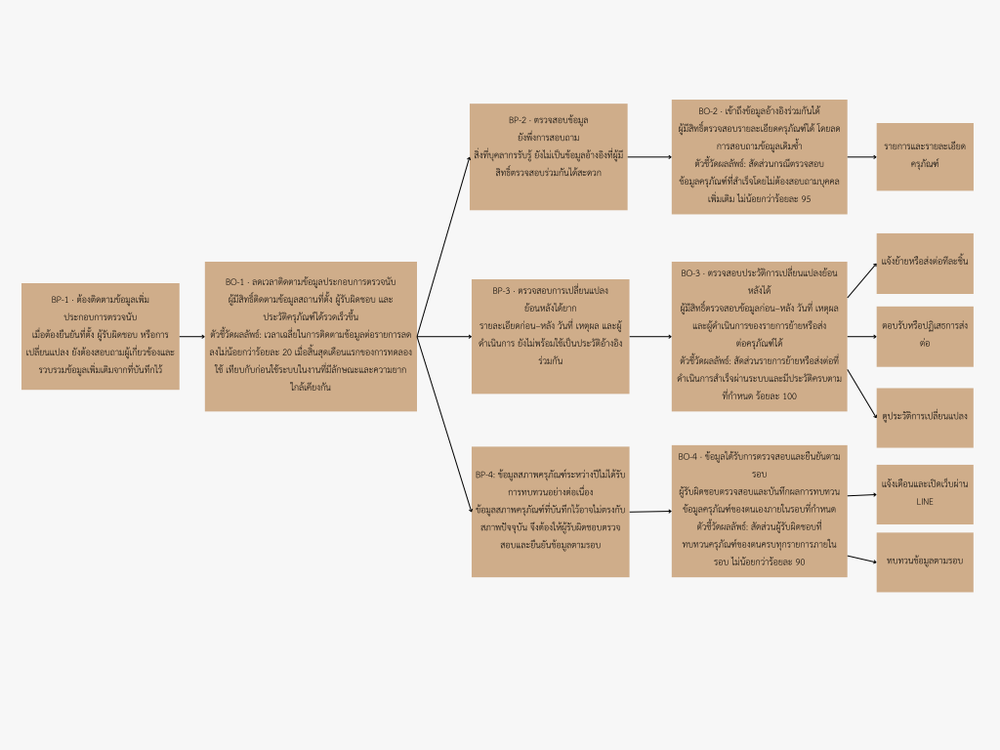 BP-1 · ต้องติดตามข้อมูลเพิ่ม
ประกอบการตรวจนับ
เมื่อต้องยืนยันที่ตั้ง ผู้รับผิดชอบ หรือการ
เปลี่ยนแปลง ยังต้องสอบถามผู้เกี่ยวข้องและ
รวบรวมข้อมูลเพิ่มเติมจากที่บันทึกไว้
BO-1 · ลดเวลาติดตามข้อมูลประกอบการตรวจนับ
ผู้มีสิทธิ์ติดตามข้อมูลสถานที่ตั้ง ผู้รับผิดชอบ และ
ประวัติครุภัณฑ์ได้รวดเร็วขึ้น
ตัวชี้วัดผลลัพธ์: เวลาเฉลี่ยในการติดตามข้อมูลต่อรายการลด
ลงไม่น้อยกว่าร้อยละ 20 เมื่อสิ้นสุดเดือนแรกของการทดลอง
ใช้ เทียบกับก่อนใช้ระบบในงานที่มีลักษณะและความยาก
ใกล้เคียงกัน
BP-2 · ตรวจสอบข้อมูล
ยังพึ่งการสอบถาม
สิ่งที่บุคลากรรับรู้ ยังไม่เป็นข้อมูลอ้างอิงที่ผู้มี
สิทธิ์ตรวจสอบร่วมกันได้สะดวก
BO-2 · เข้าถึงข้อมูลอ้างอิงร่วมกันได้
ผู้มีสิทธิ์ตรวจสอบรายละเอียดครุภัณฑ์ได้ โดยลด
การสอบถามข้อมูลเดิมซ้ำ
ตัวชี้วัดผลลัพธ์: สัดส่วนกรณีตรวจสอบ
ข้อมูลครุภัณฑ์ที่สำเร็จโดยไม่ต้องสอบถามบุคคล
เพิ่มเติม ไม่น้อยกว่าร้อยละ 95
รายการและรายละเอียด
ครุภัณฑ์
BP-3 · ตรวจสอบการเปลี่ยนแปลง
ย้อนหลังได้ยาก
รายละเอียดก่อน–หลัง วันที่ เหตุผล และผู้
ดำเนินการ ยังไม่พร้อมใช้เป็นประวัติอ้างอิง
ร่วมกัน
BO-3 · ตรวจสอบประวัติการเปลี่ยนแปลงย้อน
หลังได้
ผู้มีสิทธิ์ตรวจสอบข้อมูลก่อน–หลัง วันที่ เหตุผล
และผู้ดำเนินการของรายการย้ายหรือส่ง
ต่อครุภัณฑ์ได้
ตัวชี้วัดผลลัพธ์: สัดส่วนรายการย้ายหรือส่งต่อที่
ดำเนินการสำเร็จผ่านระบบและมีประวัติครบตาม
ที่กำหนด ร้อยละ 100
แจ้งย้ายหรือส่งต่อทีละชิ้น
ตอบรับหรือปฏิเสธการส่ง
ต่อ
ดูประวัติการเปลี่ยนแปลง
BP-4: ข้อมูลสภาพครุภัณฑ์ระหว่างปีไม่ได้รับ
การทบทวนอย่างต่อเนื่อง
ข้อมูลสภาพครุภัณฑ์ที่บันทึกไว้อาจไม่ตรงกับ
สภาพปัจจุบัน จึงต้องให้ผู้รับผิดชอบตรวจ
สอบและยืนยันข้อมูลตามรอบ
BO-4 · ข้อมูลได้รับการตรวจสอบและยืนยันตาม
รอบ
ผู้รับผิดชอบตรวจสอบและบันทึกผลการทบทวน
ข้อมูลครุภัณฑ์ของตนเองภายในรอบที่กำหนด
ตัวชี้วัดผลลัพธ์: สัดส่วนผู้รับผิดชอบที่
ทบทวนครุภัณฑ์ของตนครบทุกรายการภายใน
รอบ ไม่น้อยกว่าร้อยละ 90
แจ้งเตือนและเปิดเว็บผ่าน
LINE
ทบทวนข้อมูลตามรอบ